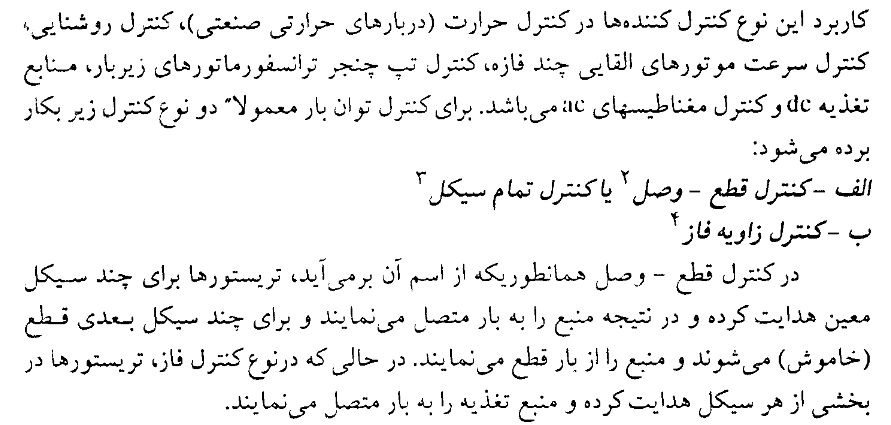 کاربرد این نوع کنترل کننده‌ها در کنترل حرارت (دربارهای حرارتی صنعتی)، کنترل روشنایی،
کنترل سرعت موتورهای القایی چند فازه، کنترل تپ چنجر ترانسفورماتورهای زیربار، منابع
تغذیه dc و کنترل مغناطیسهای ac می‌باشد. برای کنترل توان بار معمولا" دو نوع کنترل زیر بکار
برده می‌شود:
الف - کنترل قطع - وصل۲ یا کنترل تمام سیکل۳
ب - کنترل زاویه فاز۴
در کنترل قطع - وصل همانطوریکه از اسم آن برمی‌آید، تریستورها برای چند سیکل
معین هدایت کرده و در نتیجه منبع را به بار متصل می‌نمایند و برای چند سیکل بعدی قطع
(خاموش) می‌شوند و منبع را از بار قطع می‌نمایند. در حالی که درنوع کنترل فاز، تریستورها در
بخشی از هر سیکل هدایت کرده و منبع تغذیه را به بار متصل می‌نمایند.